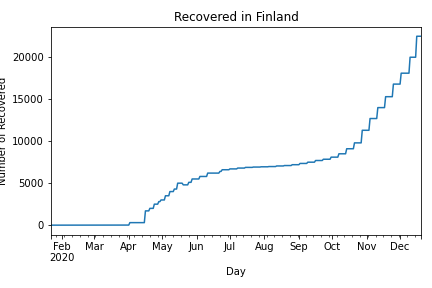 Recovered in Finland
Number of Recovered
20000
15000
10000
5000
0
Feb Mar Apr May Jun Jul Aug Sep Oct Nov Dec
2020
Day